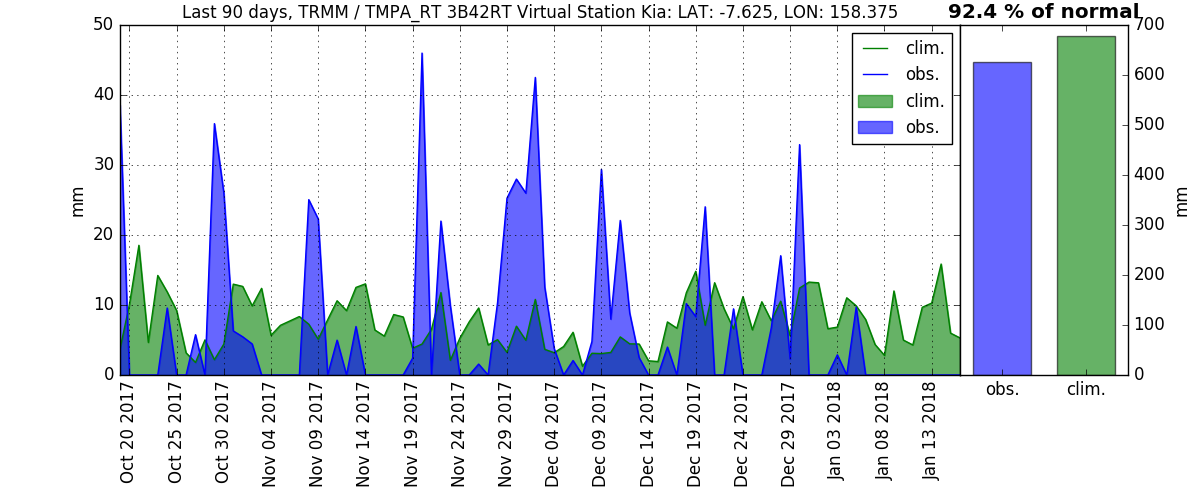 Last 90 days, TRMM / TMPA_RT 3B42RT Virtual Station Kia: LAT: -7.625, LON: 158.375
92.4 % of normal
50
40
30
20
10
0
mm
clim.
obs.
clim.
obs.
700
600
500
400
300
200
100
0
mm
obs.
clim.
Oct 20 2017
Oct 25 2017
Oct 30 2017
Nov 04 2017
Nov 09 2017
Nov 14 2017
Nov 19 2017
Nov 24 2017
Nov 29 2017
Dec 04 2017
Dec 09 2017
Dec 14 2017
Dec 19 2017
Dec 24 2017
Dec 29 2017
Jan 03 2018
Jan 08 2018
Jan 13 2018